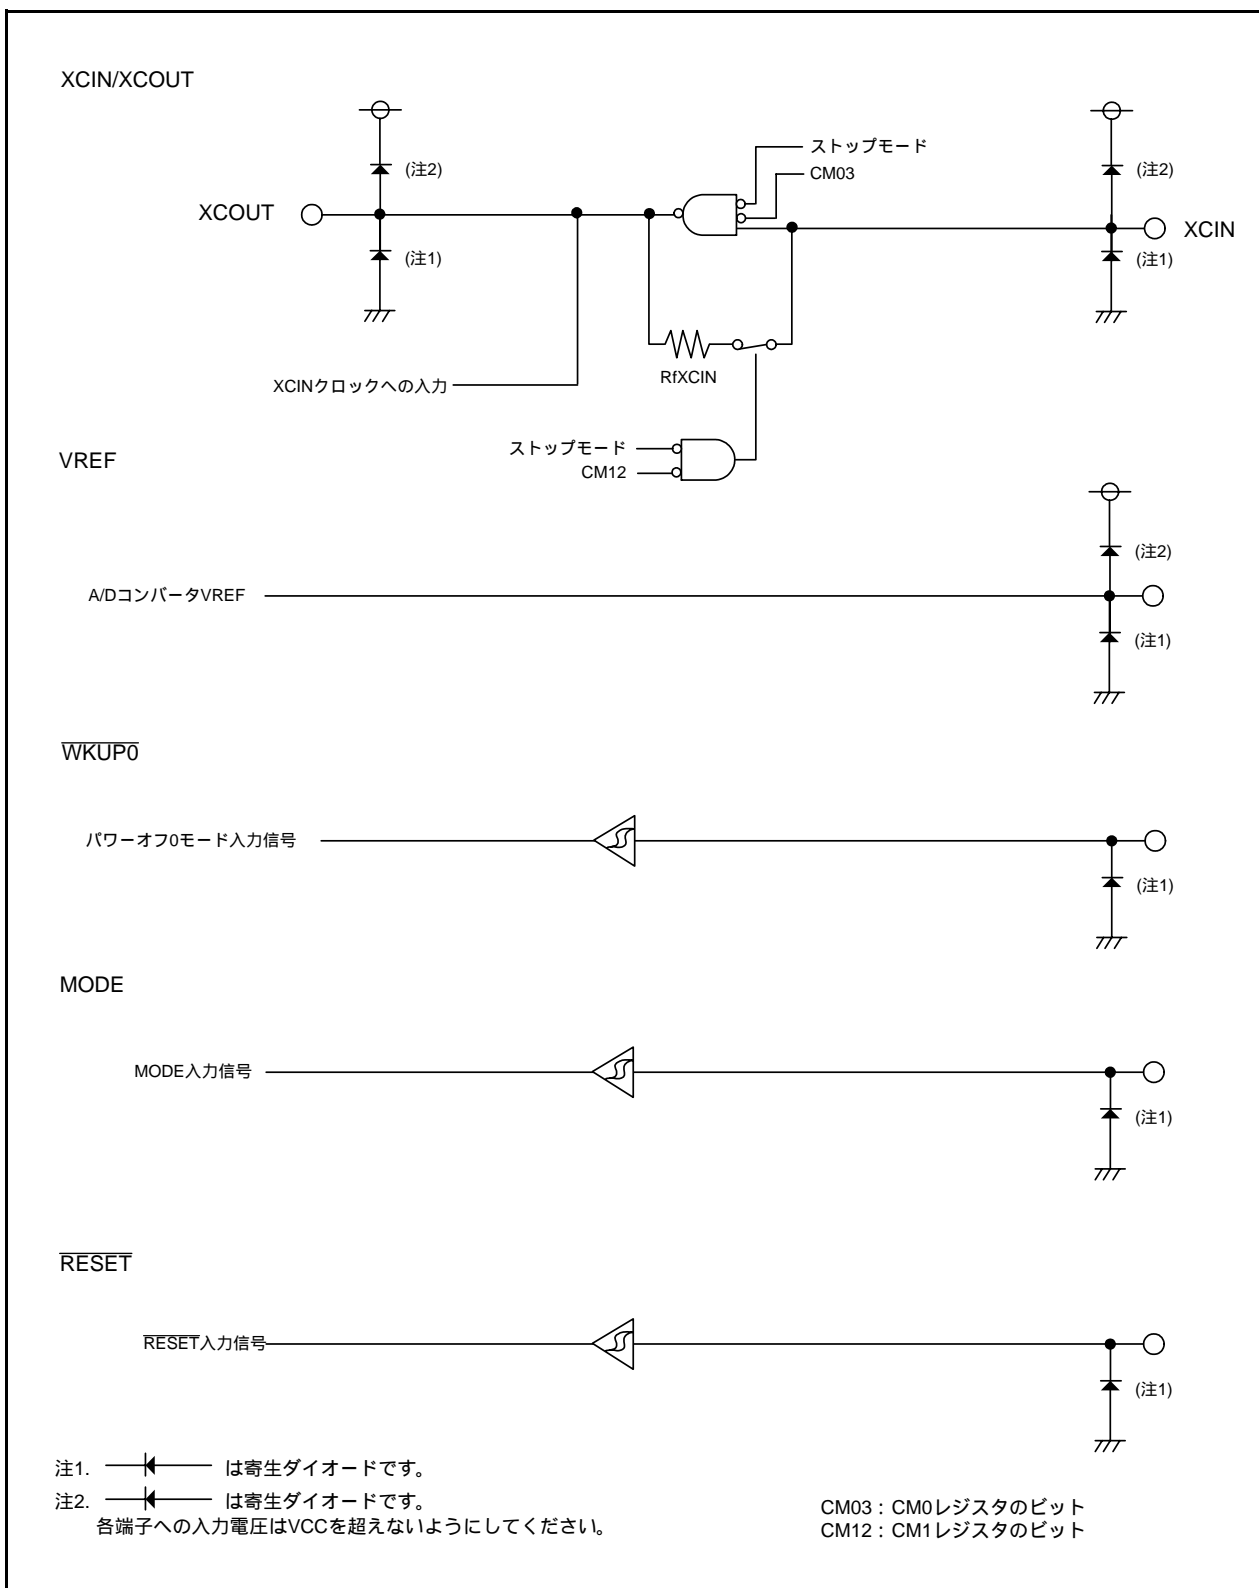 XCIN/XCOUT
ストップモード
CM03
(注2)
(注2)
XCOUT
XCIN
(注1)
(注1)
RfXCIN
XCINクロックへの入力
ストップモード
CM12
VREF
(注2)
A/DコンバータVREF
(注1)
WKUP0
パワーオフ0モード入力信号
(注1)
MODE
MODE入力信号
(注1)
RESET
RESET入力信号
(注1)
注1. は寄生ダイオードです。
注2. は寄生ダイオードです。
各端子への入力電圧はVCCを超えないようにしてください。
CM03：CM0レジスタのビット
CM12：CM1レジスタのビット